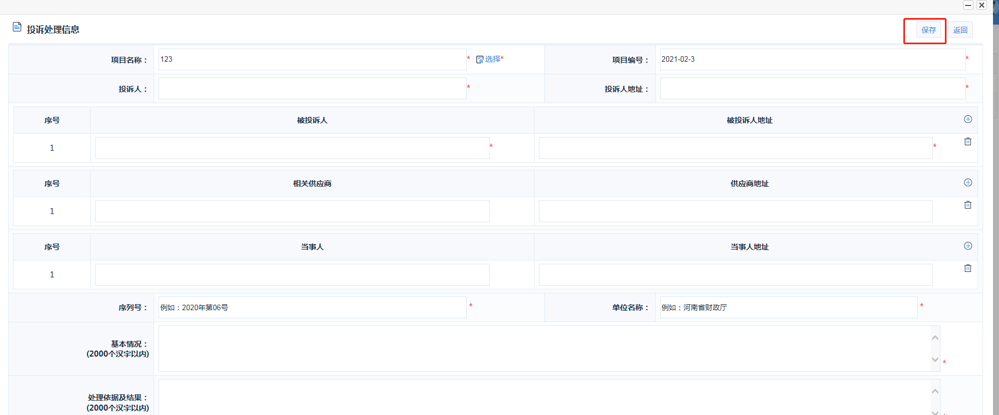 投诉处理信息
保存 返回
项目名称： 123 * 选择* 项目编号： 2021-02-3 *
投诉人： * 投诉人地址： *
序号 被投诉人 被投诉人地址
1 * *
序号 相关供应商 供应商地址
1
序号 当事人 当事人地址
1
序列号： 例如：2020年第06号 * 单位名称： 例如：河南省财政厅 *
基本情况：
(2000个汉字以内) *
处理依据及结果：
(2000个汉字以内) *